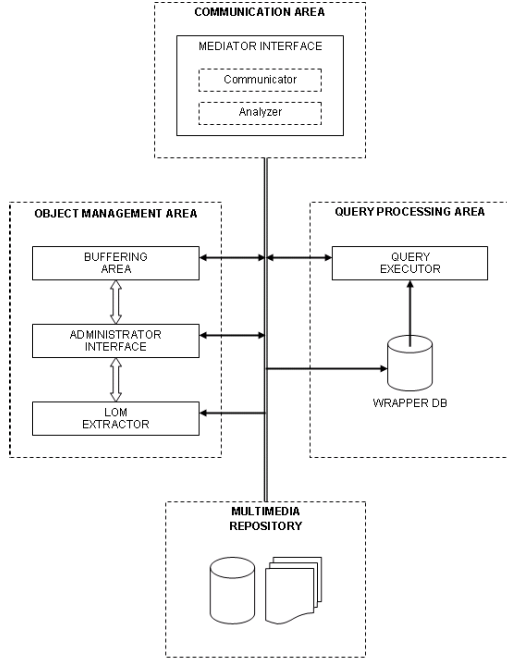 COMMUNICATION AREA
MEDIATOR INTERFACE
Communicator
Analyzer
OBJECT MANAGEMENT AREA
BUFFERING
AREA
ADMINISTRATOR
INTERFACE
LOM
EXTRACTOR
QUERY PROCESSING AREA
QUERY
EXECUTOR
WRAPPER DB
MULTIMEDIA
REPOSITORY